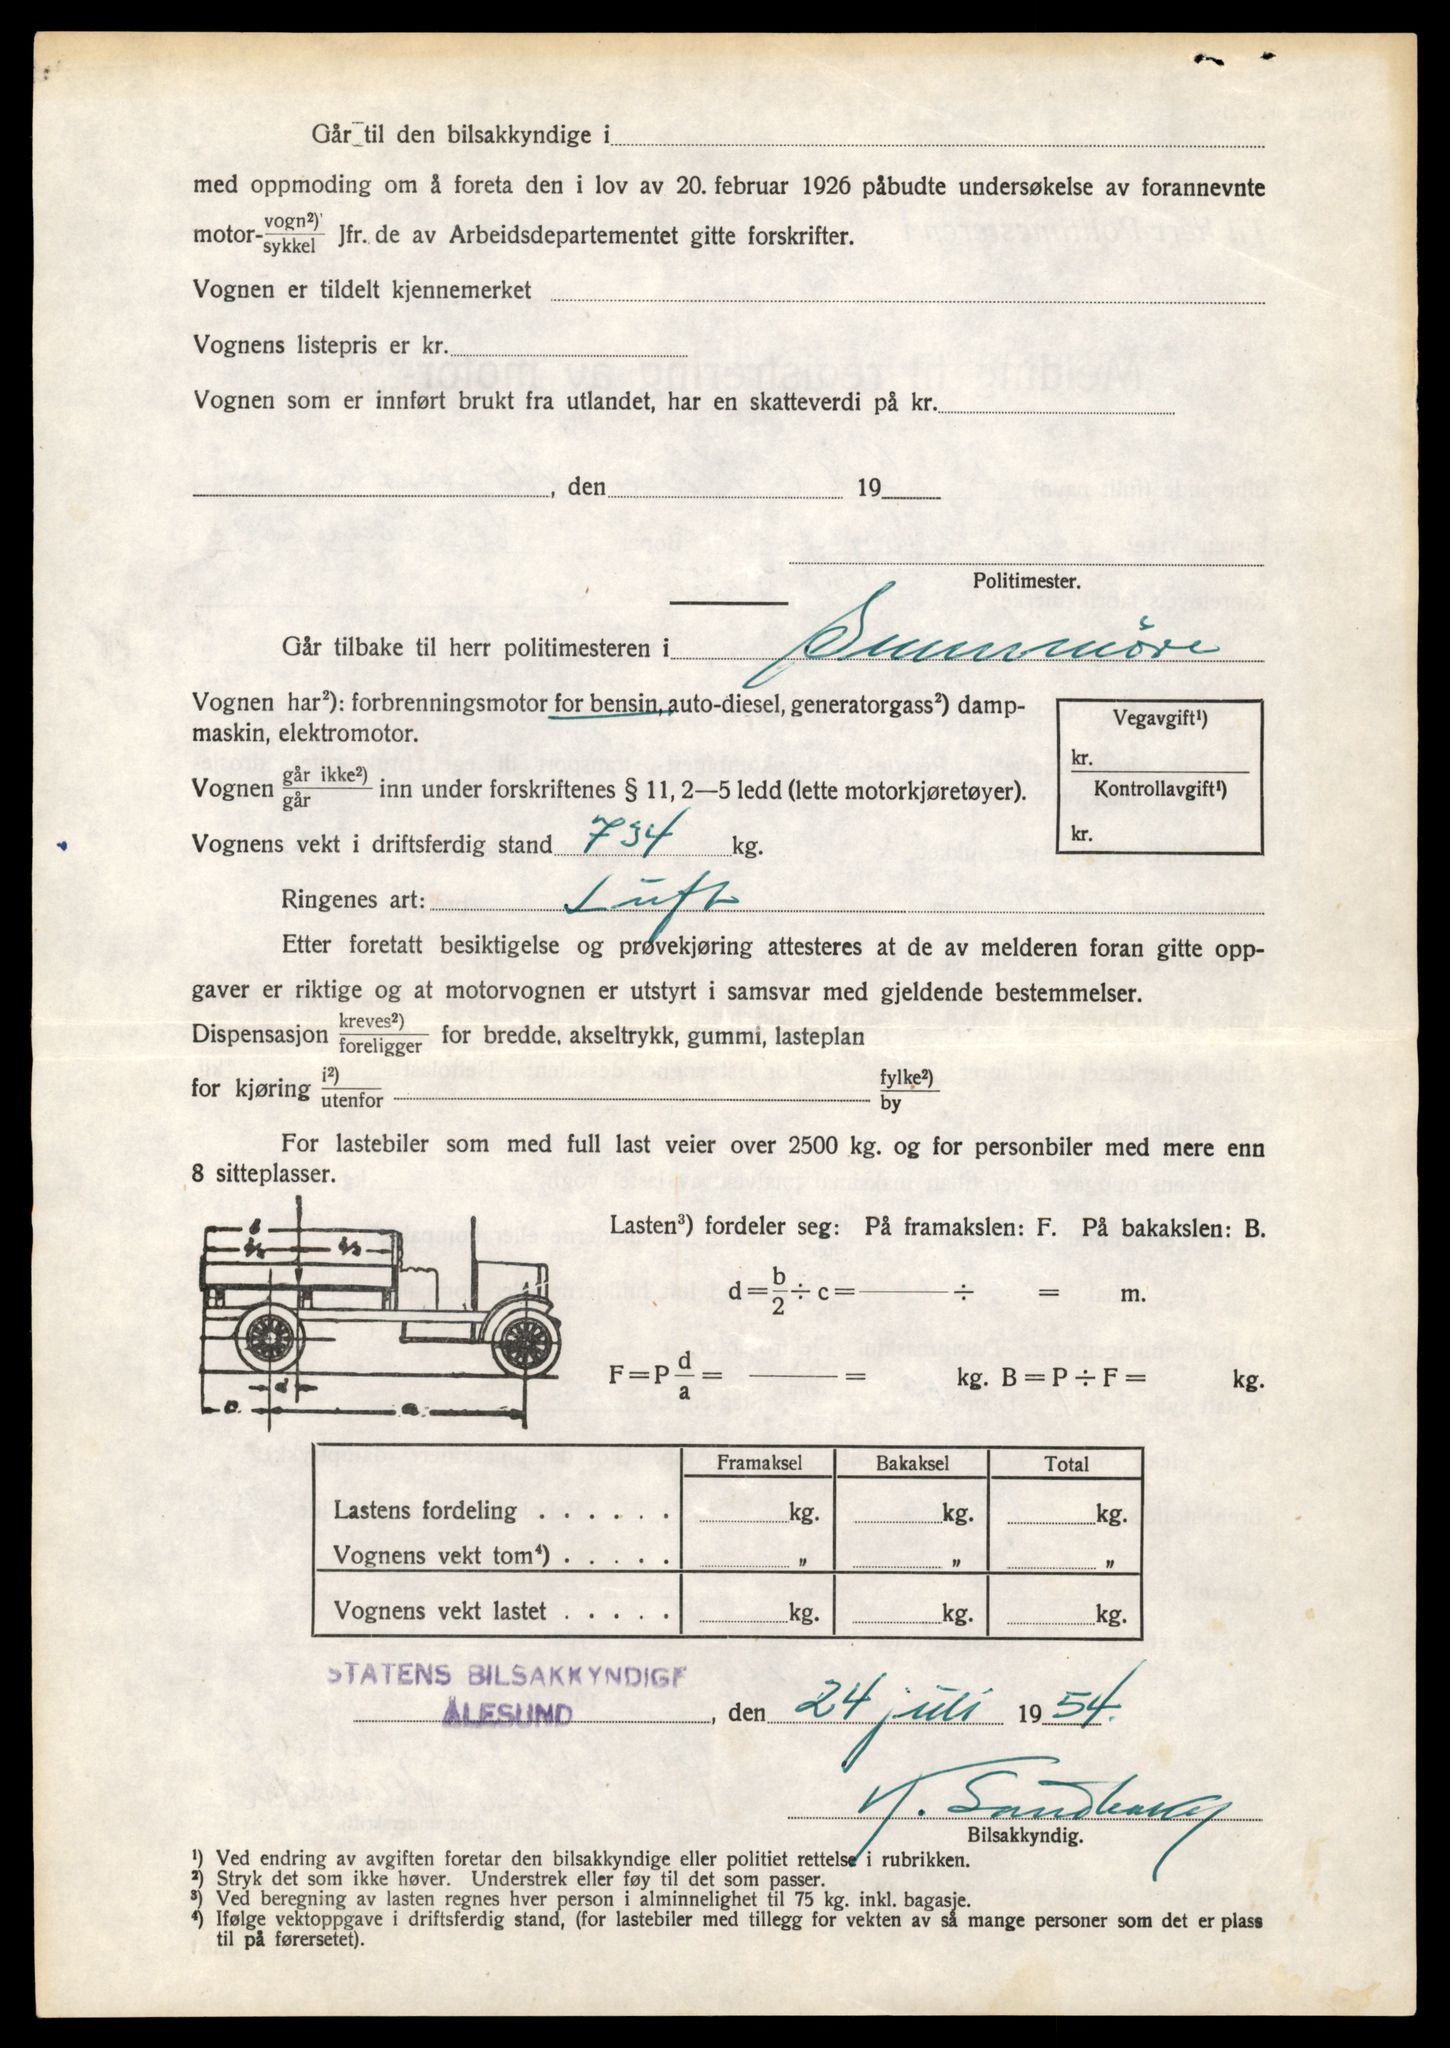 Går til den bilsakkyndige i
med oppmoding om å foreta den i lov av 20. februar 1926 påbudte undersøkelse av forannevnte
motor-vogn²)/sykkel Jfr. de av Arbeidsdepartementet gitte forskrifter.
Vognen er tildelt kjennemerket
Vognens listepris er kr.
Vognen som er innført brukt fra utlandet, har en skatteverdi på kr.
, den 19
Politimester.
Går tilbake til herr politimesteren i Sunnmøre
Vognen har²): forbrenningsmotor for bensin, auto-diesel, generatorgass²) damp-
maskin, elektromotor.
Vegavgift¹)
kr.
Kontrollavgift¹)
kr.
Vognen går ikke²)/går inn under forskriftenes § 11, 2—5 ledd (lette motorkjøretøyer).
Vognens vekt i driftsferdig stand 734 kg.
Ringenes art: Luft
Etter foretatt besiktigelse og prøvekjøring attesteres at de av melderen foran gitte opp-
gaver er riktige og at motorvognen er utstyrt i samsvar med gjeldende bestemmelser.
Dispensasjon kreves²)/foreligger for bredde, akseltrykk, gummi, lasteplan
for kjøring i²)/utenfor fylke²)/by
For lastebiler som med full last veier over 2500 kg. og for personbiler med mere enn
8 sitteplasser.
Lasten³) fordeler seg: På framakslen: F. På bakakslen: B.
d = b/2 ÷ c = ÷ = m.
F = P d/a = = kg. B = P ÷ F = kg.
Framaksel Bakaksel Total
Lastens fordeling . . . . . . kg. kg. kg.
Vognens vekt tom⁴) . . . . . „ „ „
Vognens vekt lastet . . . . . kg. kg. kg.
STATENS BILSAKKYNDIGE
ÅLESUND, den 24 juli 1954.
K. Sandbakk
Bilsakkyndig.
¹) Ved endring av avgiften foretar den bilsakkyndige eller politiet rettelse i rubrikken.
²) Stryk det som ikke høver. Understrek eller føy til det som passer.
³) Ved beregning av lasten regnes hver person i alminnelighet til 75 kg. inkl. bagasje.
⁴) Ifølge vektoppgave i driftsferdig stand, (for lastebiler med tillegg for vekten av så mange personer som det er plass
til på førersetet).